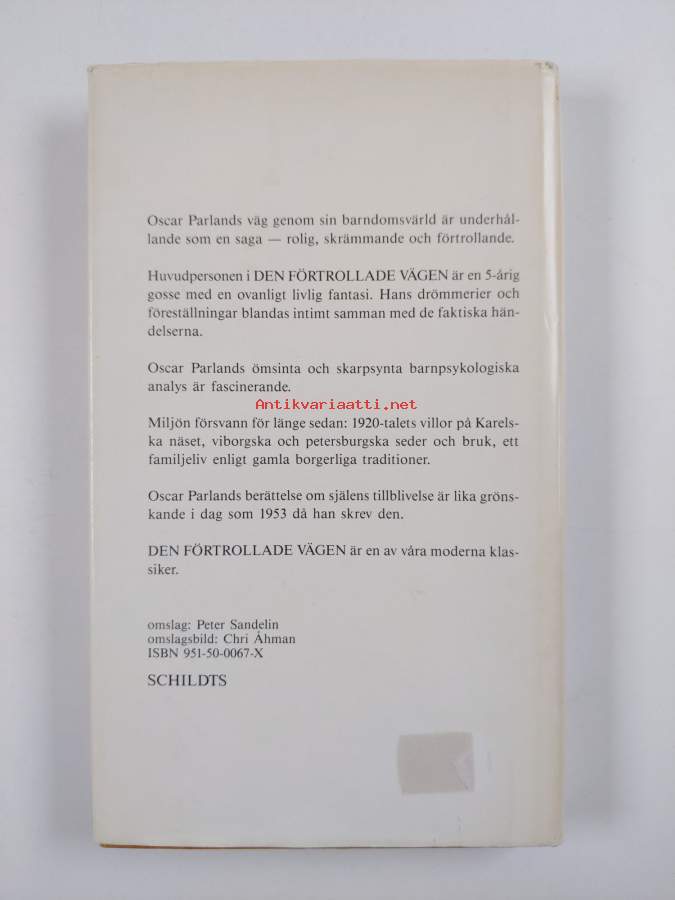 Oscar Parlands väg genom sin barndomsvärld är underhål-
lande som en saga — rolig, skrämmande och förtrollande.
Huvudpersonen i DEN FÖRTROLLADE VÄGEN är en 5-årig
gosse med en ovanligt livlig fantasi. Hans drömmerier och
föreställningar blandas intimt samman med de faktiska hän-
delserna.
Oscar Parlands ömsinta och skarpsynta barnpsykologiska
analys är fascinerande.
Antikvariaatti.net
Miljön försvann för länge sedan: 1920-talets villor på Karels-
ka näset, viborgska och petersburgska seder och bruk, ett
familjeliv enligt gamla borgerliga traditioner.
Oscar Parlands berättelse om själens tillblivelse är lika gröns-
kande i dag som 1953 då han skrev den.
DEN FÖRTROLLADE VÄGEN är en av våra moderna klas-
siker.
omslag: Peter Sandelin
omslagsbild: Chri Åhman
ISBN 951-50-0067-X
SCHILDTS